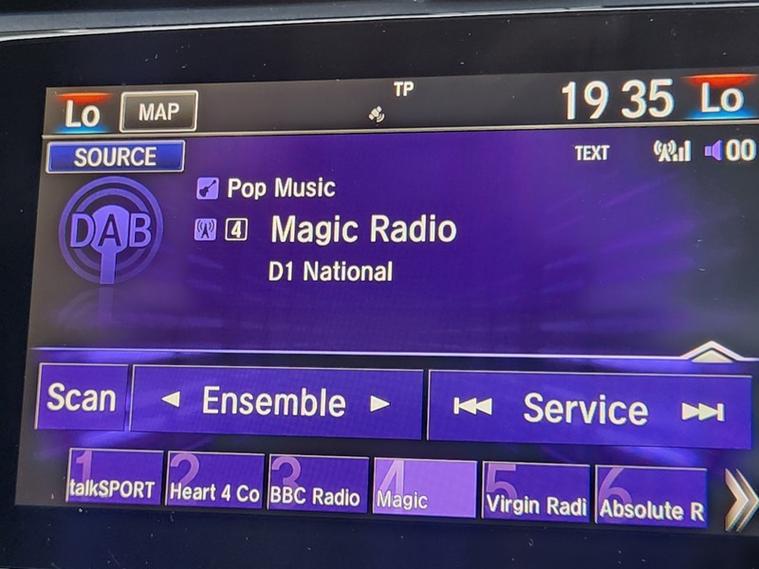 Lo MAP TP 19 35 Lo
SOURCE TEXT 00
DAB
Pop Music
4 Magic Radio
D1 National
Scan Ensemble Service
1 2 3 4 5 6
talkSPORT Heart 4 Co BBC Radio Magic Virgin Radi Absolute R